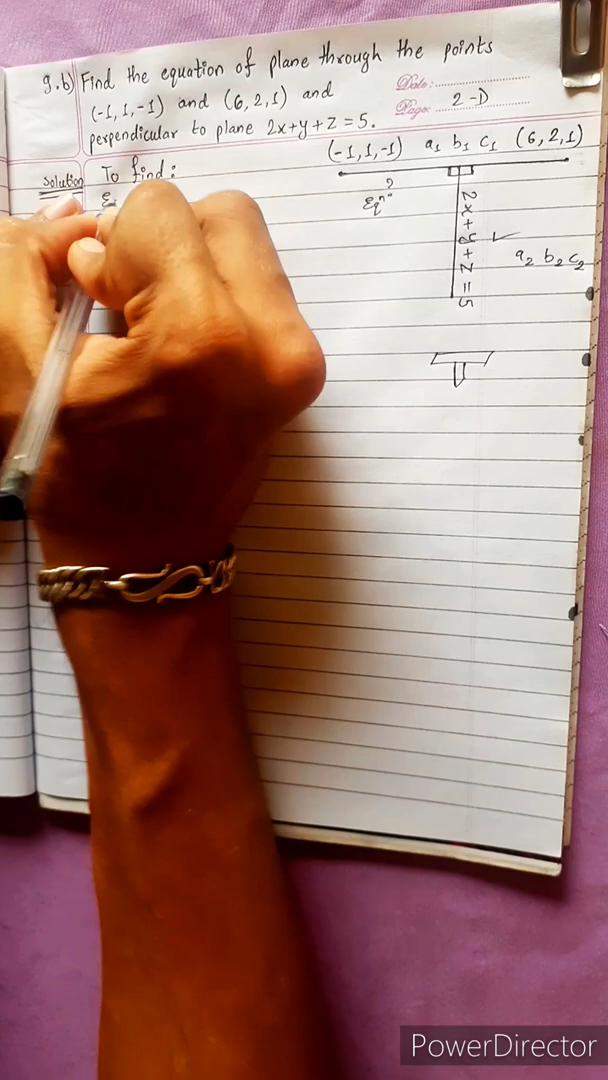 9.b) Find the equation of plane through the points
(-1,1,-1) and (6,2,1) and
perpendicular to plane 2x+y+z=5.
Date:
Page: 2-D
Solution
To find:
(-1,1,-1) a₁ b₁ c₁ (6,2,1)
?
Eqⁿ
2x+y+z=5
a₂ b₂ c₂
PowerDirector